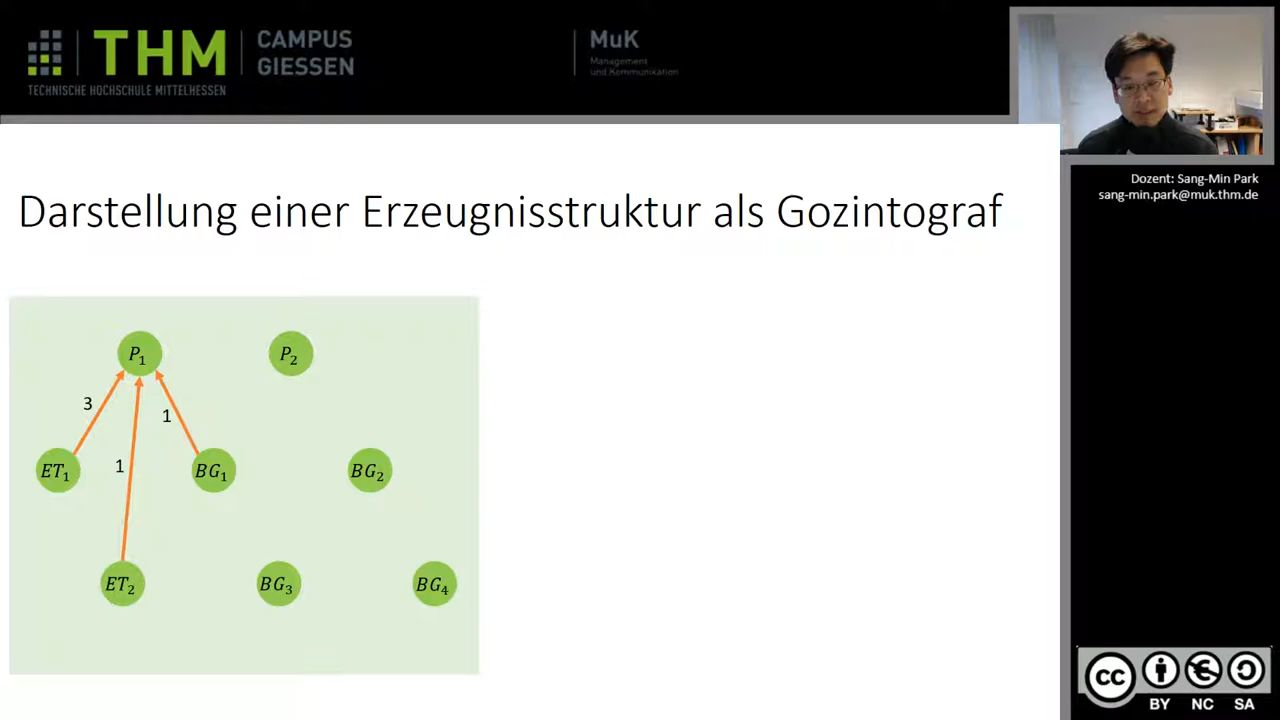 THM
CAMPUS
GIESSEN
TECHNISCHE HOCHSCHULE MITTELHESSEN
MuK
Management
und Kommunikation
Dozent: Sang-Min Park
sang-min.park@muk.thm.de
Darstellung einer Erzeugnisstruktur als Gozintograf
P₁
P₂
3
1
1
ET₁
BG₁
BG₂
ET₂
BG₃
BG₄
CC
BY NC SA